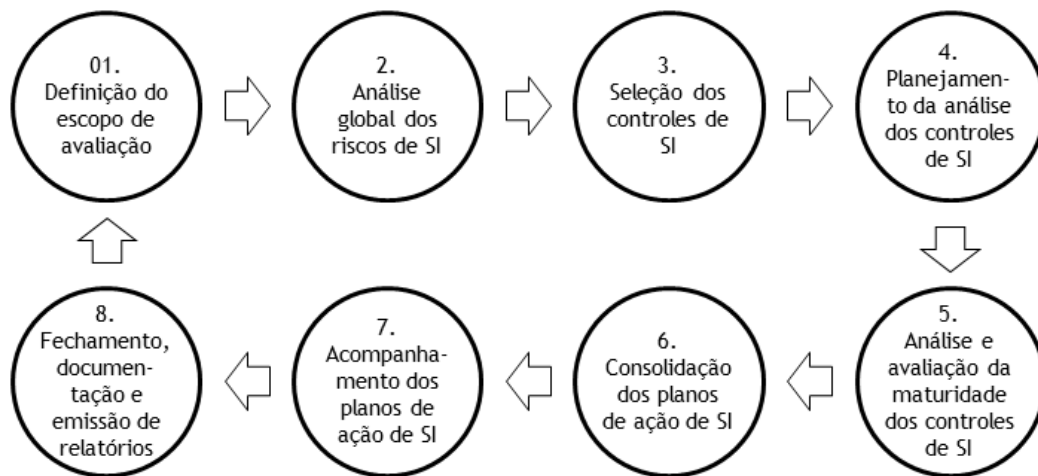 01.
Definição do
escopo de
avaliação
2.
Análise
global dos
riscos de SI
3.
Seleção dos
controles de
SI
4.
Planejamen-
to da análise
dos controles
de SI
5.
Análise e
avaliação da
maturidade
dos controles
de SI
6.
Consolidação
dos planos
de ação de SI
7.
Acompanha-
mento dos
planos de
ação de SI
8.
Fechamento,
documen-
tação e
emissão de
relatórios